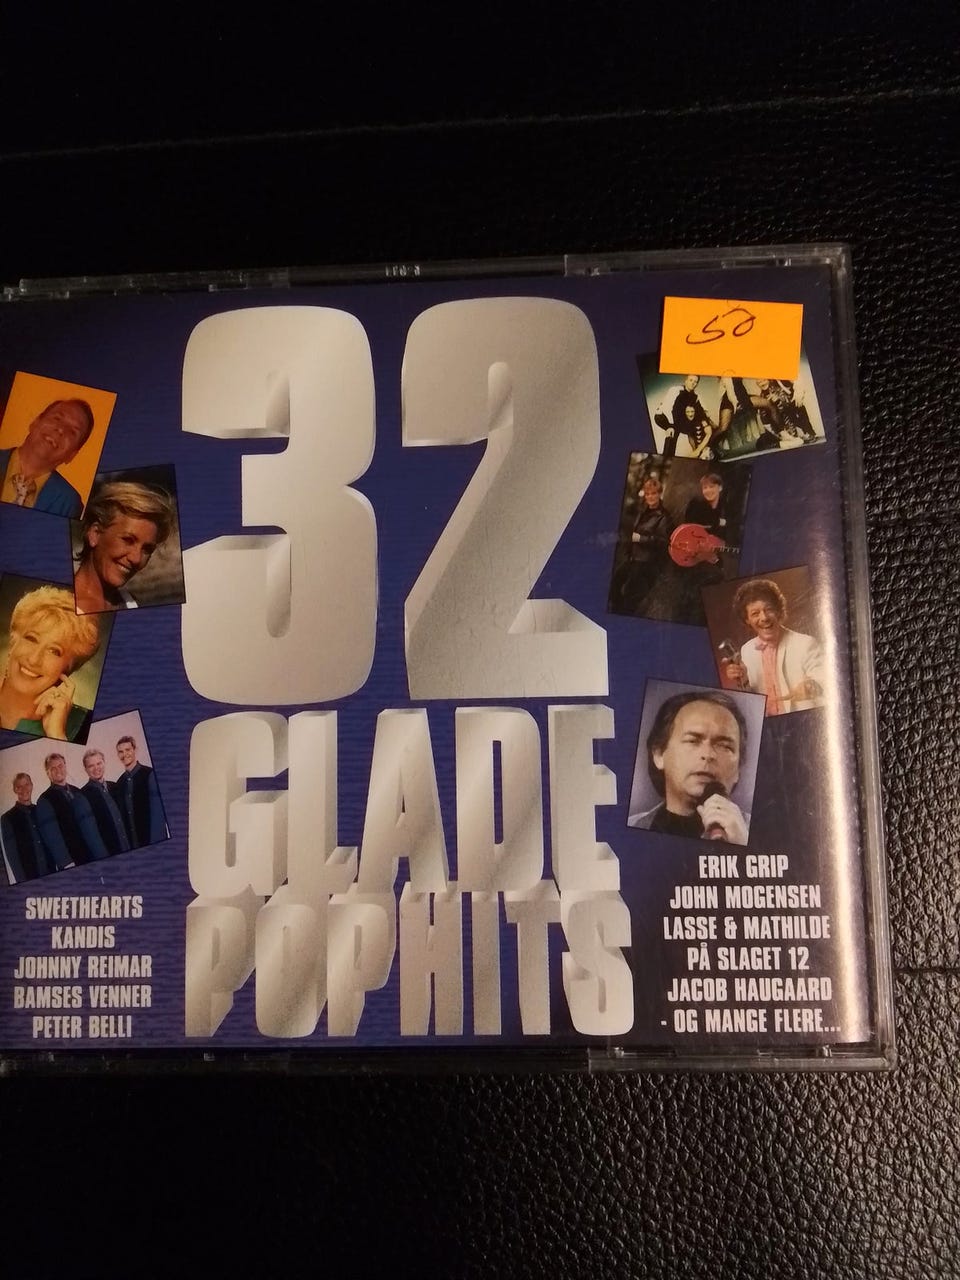 50
32
GLADE
POPHITS
SWEETHEARTS
KANDIS
JOHNNY REIMAR
BAMSES VENNER
PETER BELLI
ERIK GRIP
JOHN MOGENSEN
LASSE & MATHILDE
PÅ SLAGET 12
JACOB HAUGAARD
- OG MANGE FLERE...